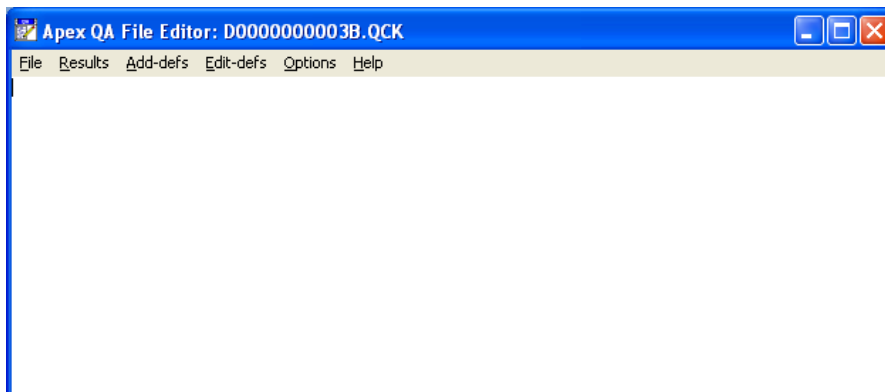 Apex QA File Editor: D0000000003B.QCK
File Results Add-defs Edit-defs Options Help